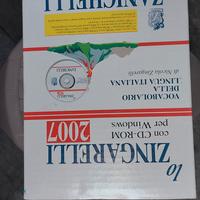 lo
ZINGARELLI
2007
con CD-ROM
per Windows
VOCABOLARIO
DELLA
LINGUA ITALIANA
di Nicola Zingarelli
ZANICHELLI